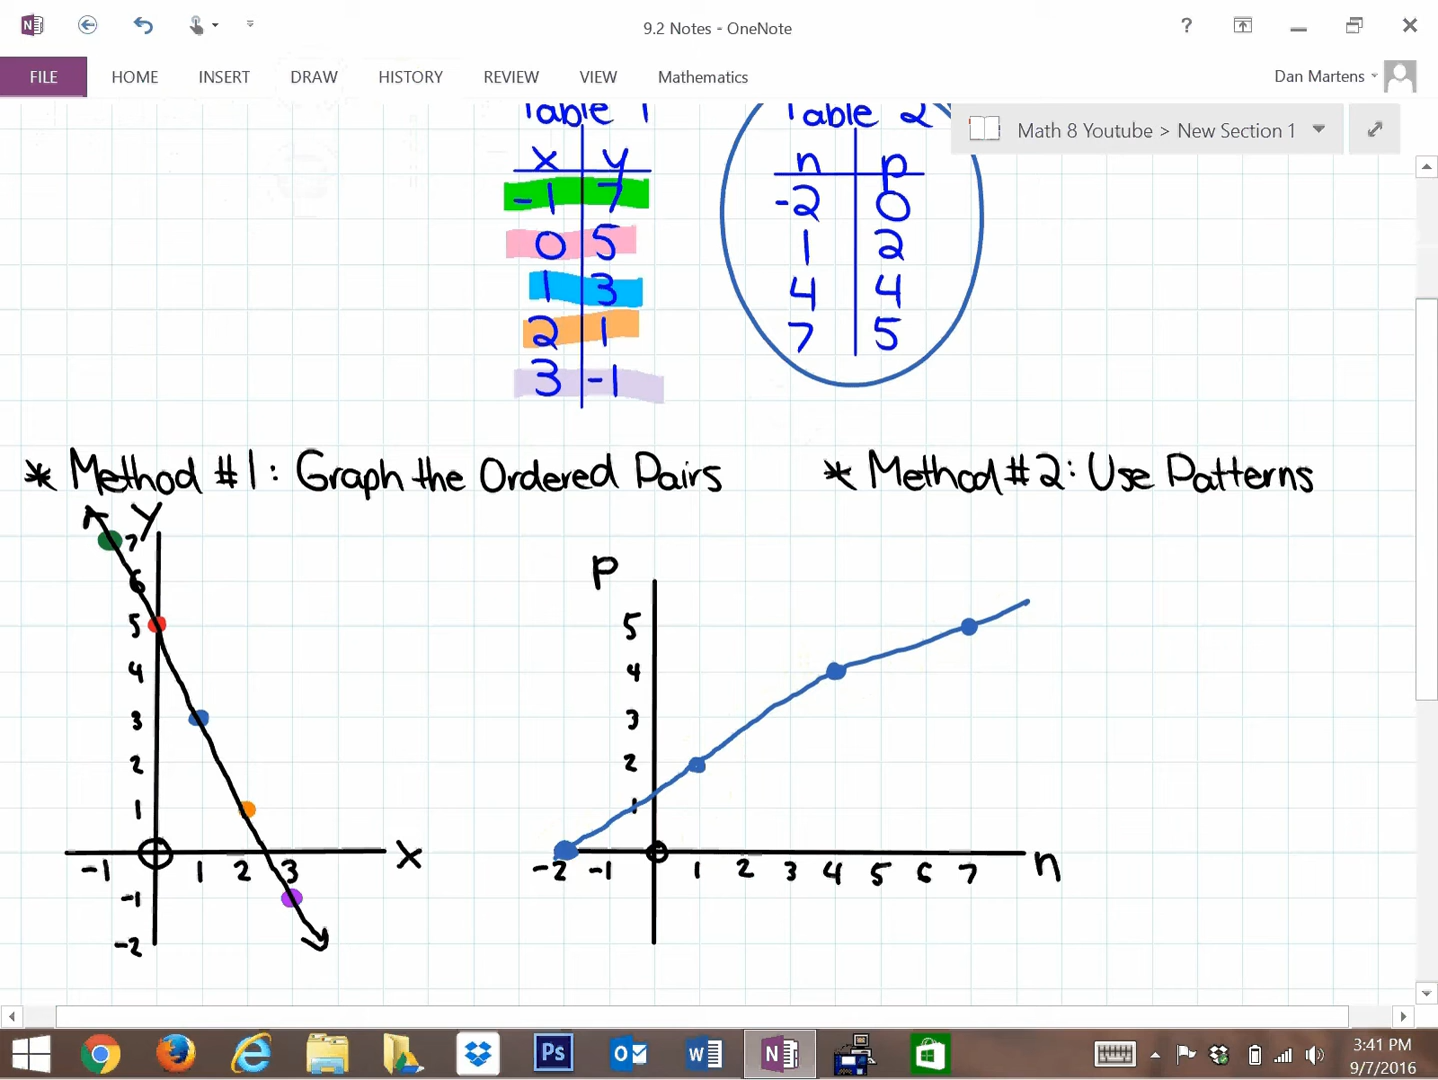 9.2 Notes - OneNote
?
FILE HOME INSERT DRAW HISTORY REVIEW VIEW Mathematics
Dan Martens
Math 8 Youtube > New Section 1
Table 1
x y
-1 7
0 5
1 3
2 1
3 -1
Table 2
n p
-2 0
1 2
4 4
7 5
* Method #1: Graph the Ordered Pairs
* Method #2: Use Patterns
y
7
6
5
4
3
2
1
-1 1 2 3 x
-1
-2
p
5
4
3
2
1
-2 -1 1 2 3 4 5 6 7 n
Ps
3:41 PM
9/7/2016